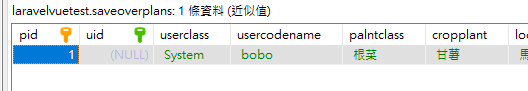 laravelvuetest.saveoverplans: 1 條資料 (近似值)
pid uid userclass usercodename palntclass cropplant
1 (NULL) System bobo 根菜 甘薯